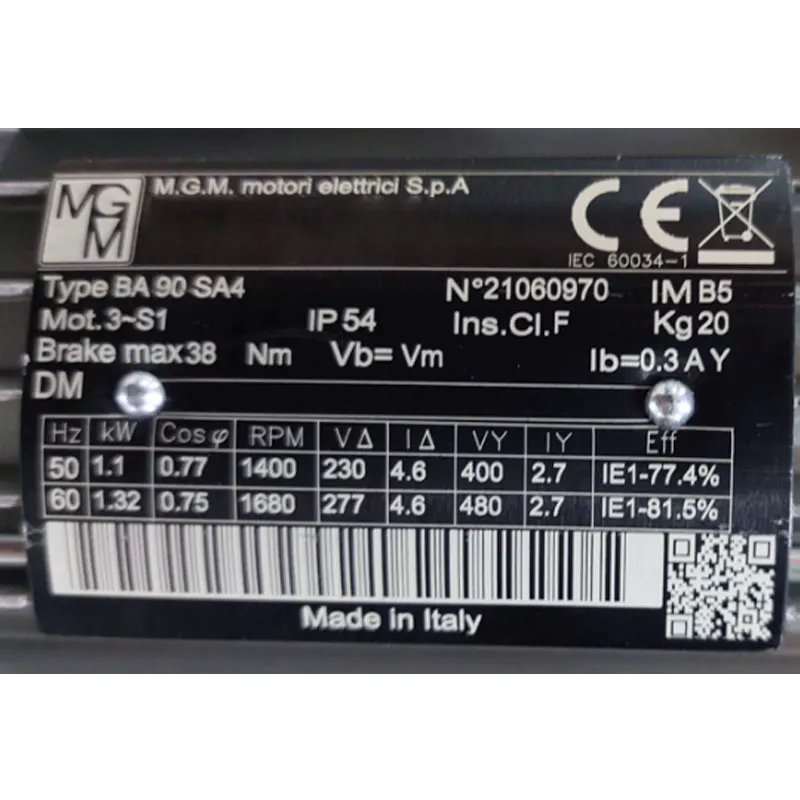 MGM
M.G.M. motori elettrici S.p.A
CE
IEC 60034-1
Type BA 90 SA4 N°21060970 IM B5
Mot.3~S1 IP 54 Ins.Cl.F Kg 20
Brake max 38 Nm Vb= Vm Ib=0.3 A Y
DM
Hz kW Cos φ RPM V Δ I Δ V Y I Y Eff
50 1.1 0.77 1400 230 4.6 400 2.7 IE1-77.4%
60 1.32 0.75 1680 277 4.6 480 2.7 IE1-81.5%
Made in Italy